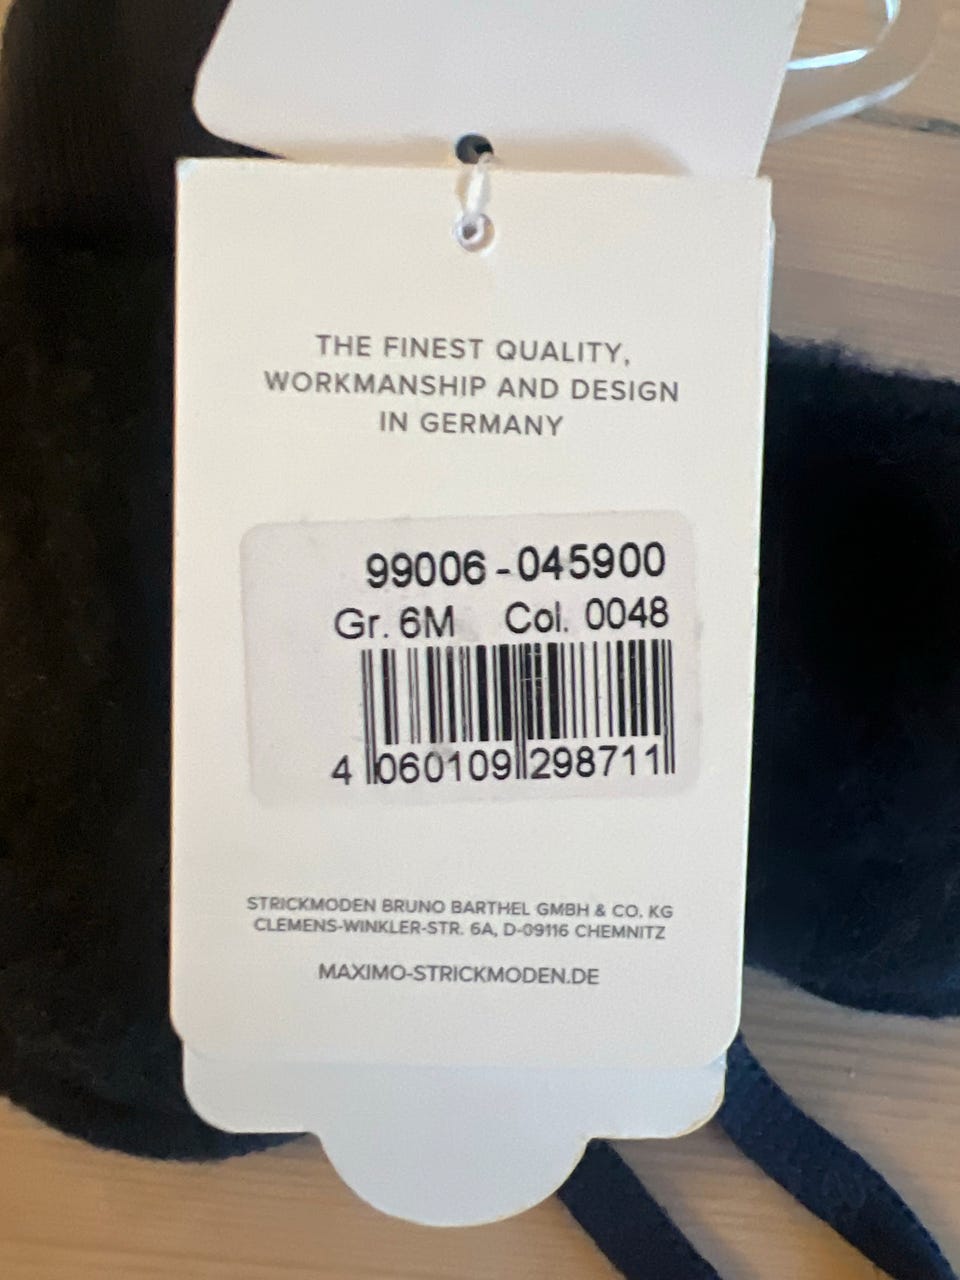 THE FINEST QUALITY,
WORKMANSHIP AND DESIGN
IN GERMANY
99006-045900
Gr. 6M Col. 0048
4 060109 298711
STRICKMODEN BRUNO BARTHEL GMBH & CO. KG
CLEMENS-WINKLER-STR. 6A, D-09116 CHEMNITZ
MAXIMO-STRICKMODEN.DE